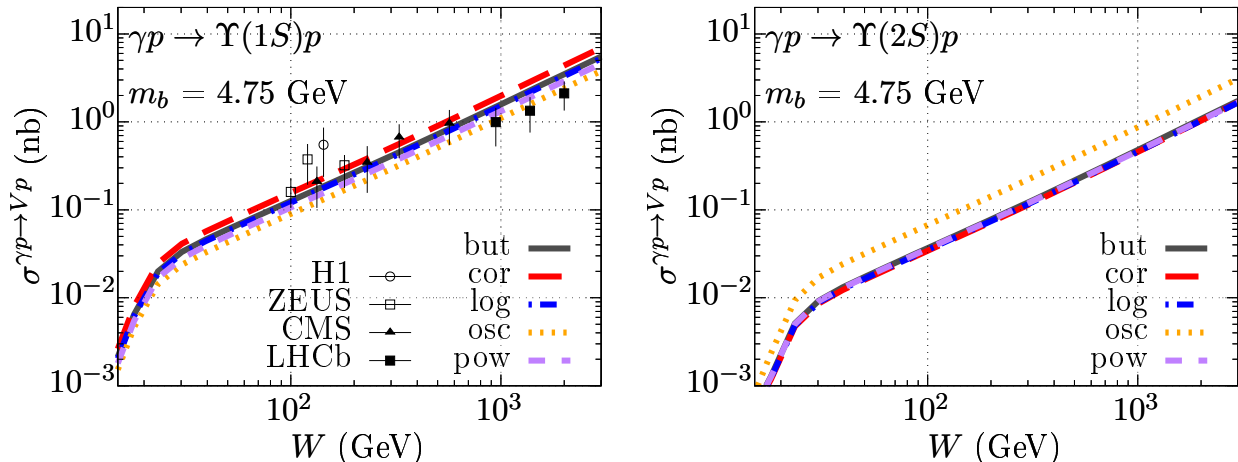 γp → ϒ(1S)p
m_b = 4.75 GeV
σ^{γp→Vp} (nb)
10^1
10^0
10^{-1}
10^{-2}
10^{-3}
H1
ZEUS
CMS
LHCb
but
cor
log
osc
pow
10^2
10^3
W (GeV)
γp → ϒ(2S)p
m_b = 4.75 GeV
σ^{γp→Vp} (nb)
10^1
10^0
10^{-1}
10^{-2}
10^{-3}
but
cor
log
osc
pow
10^2
10^3
W (GeV)